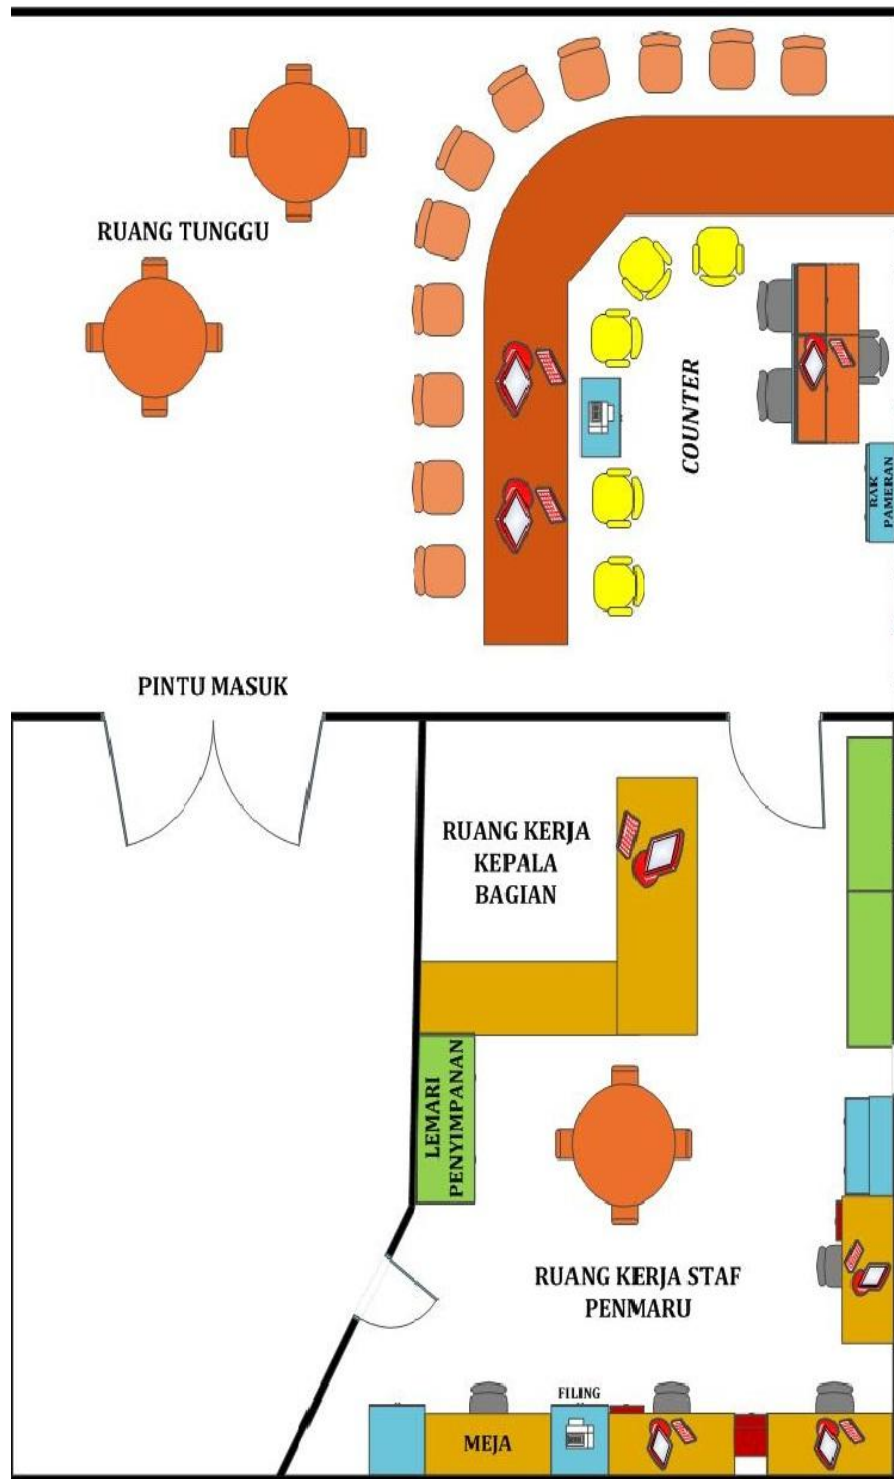 RUANG TUNGGU
COUNTER
RAK
PAMERAN
PINTU MASUK
RUANG KERJA
KEPALA
BAGIAN
LEMARI
PENYIMPANAN
RUANG KERJA STAF
PENMARU
FILING
MEJA